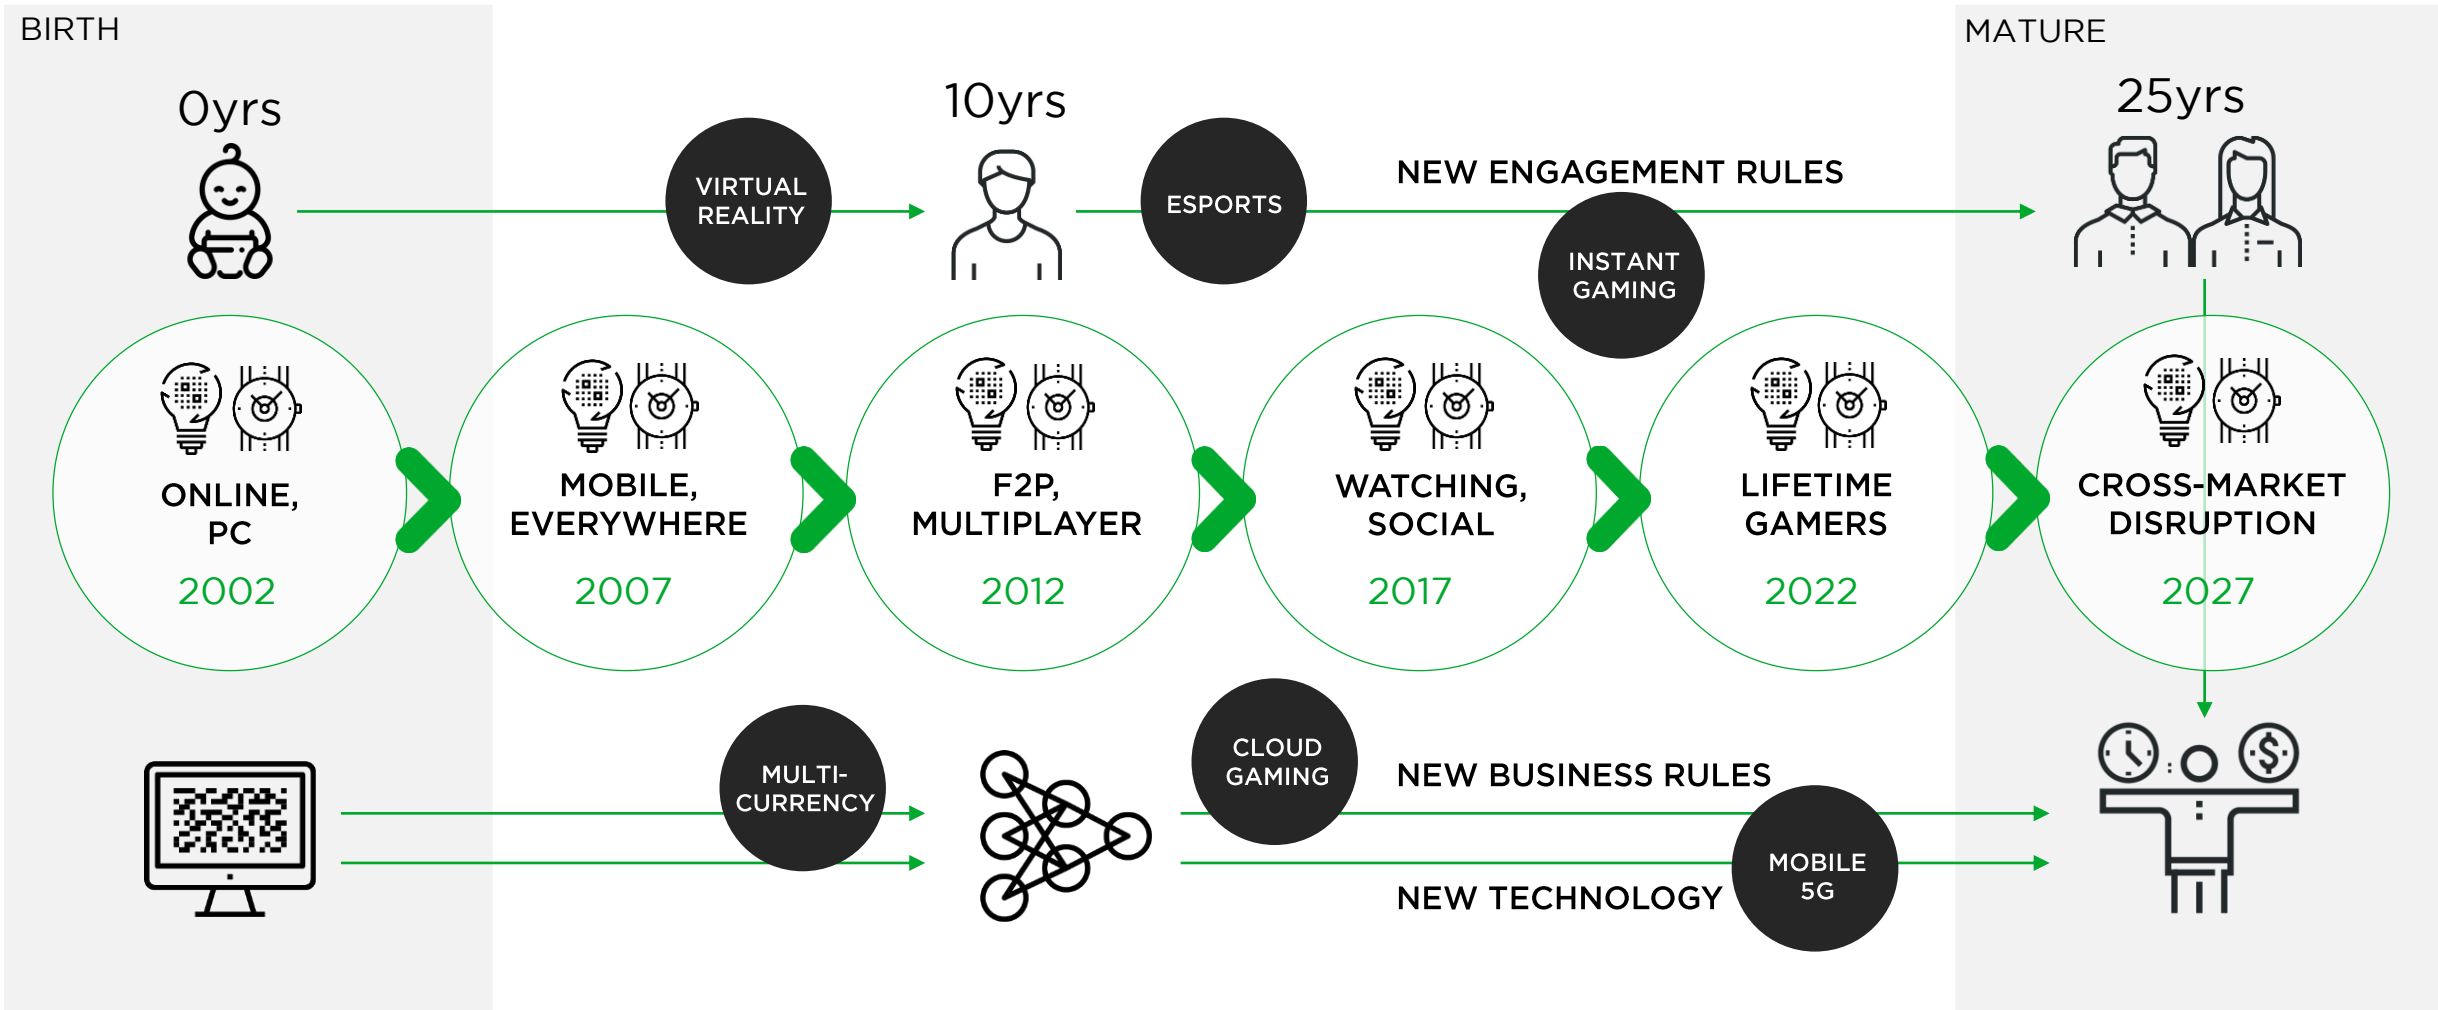 BIRTH
MATURE
0yrs
10yrs
25yrs
VIRTUAL
REALITY
ESPORTS
NEW ENGAGEMENT RULES
INSTANT
GAMING
ONLINE,
PC
2002
MOBILE,
EVERYWHERE
2007
F2P,
MULTIPLAYER
2012
WATCHING,
SOCIAL
2017
LIFETIME
GAMERS
2022
CROSS-MARKET
DISRUPTION
2027
MULTI-
CURRENCY
CLOUD
GAMING
NEW BUSINESS RULES
MOBILE
5G
NEW TECHNOLOGY
$